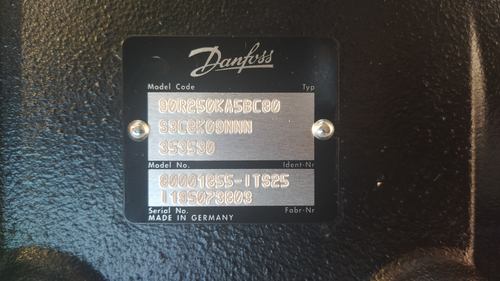 Danfoss
Model Code Typ
90R250KA5BC80
S3C8K09NNN
353530
Model No. Ident-Nr
80001855-ITS25
Serial No. Fabr-Nr
MADE IN GERMANY